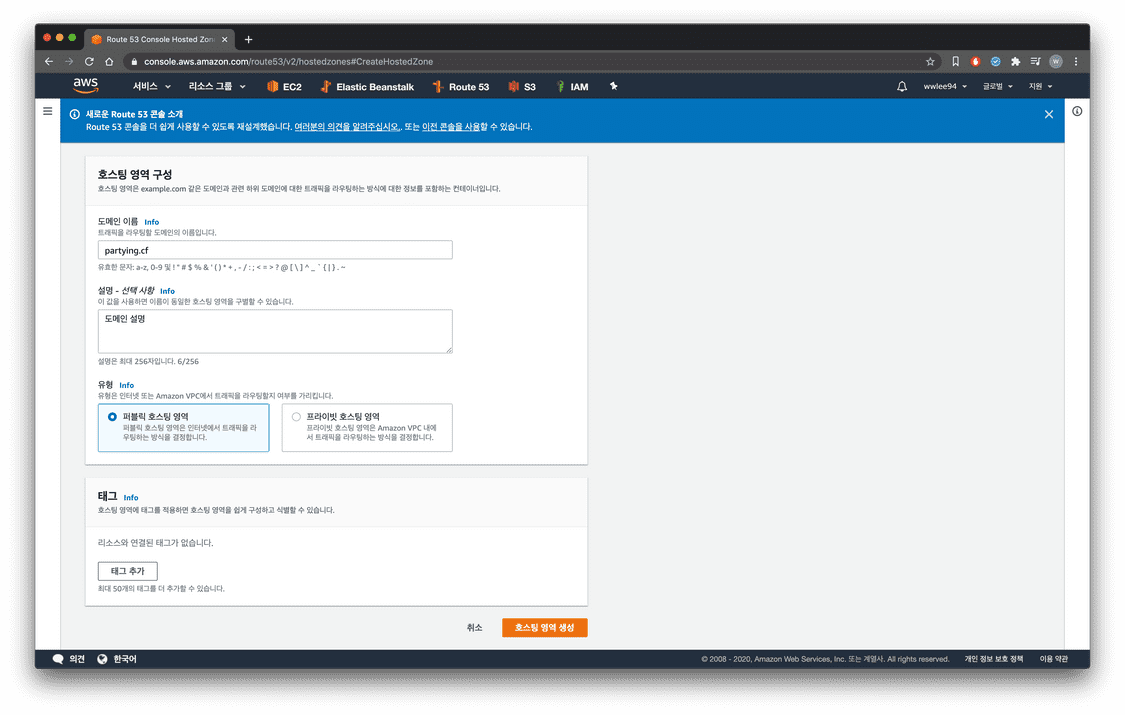 Route 53 Console Hosted Zon
console.aws.amazon.com/route53/v2/hostedzones#CreateHostedZone
W
aws 서비스 리소스 그룹 EC2 Elastic Beanstalk Route 53 S3 IAM wwlee94 글로벌 지원
새로운 Route 53 콘솔 소개
Route 53 콘솔을 더 쉽게 사용할 수 있도록 재설계했습니다. 여러분의 의견을 알려주십시오.. 또는 이전 콘솔을 사용할 수 있습니다.
호스팅 영역 구성
호스팅 영역은 example.com 같은 도메인과 관련 하위 도메인에 대한 트래픽을 라우팅하는 방식에 대한 정보를 포함하는 컨테이너입니다.
도메인 이름 Info
트래픽을 라우팅할 도메인의 이름입니다.
partying.cf
유효한 문자: a-z, 0-9 및 ! " # $ % & ' ( ) * + , - / : ; < = > ? @ [ \ ] ^ _ ` { | } . ~
설명 - 선택 사항 Info
이 값을 사용하면 이름이 동일한 호스팅 영역을 구별할 수 있습니다.
도메인 설명
설명은 최대 256자입니다. 6/256
유형 Info
유형은 인터넷 또는 Amazon VPC에서 트래픽을 라우팅할지 여부를 가리킵니다.
퍼블릭 호스팅 영역
퍼블릭 호스팅 영역은 인터넷에서 트래픽을 라
우팅하는 방식을 결정합니다.
프라이빗 호스팅 영역
프라이빗 호스팅 영역은 Amazon VPC 내에
서 트래픽을 라우팅하는 방식을 결정합니다.
태그 Info
호스팅 영역에 태그를 적용하면 호스팅 영역을 쉽게 구성하고 식별할 수 있습니다.
리소스와 연결된 태그가 없습니다.
태그 추가
최대 50개의 태그를 더 추가할 수 있습니다.
취소 호스팅 영역 생성
의견 한국어 © 2008 - 2020, Amazon Web Services, Inc. 또는 계열사. All rights reserved. 개인 정보 보호 정책 이용 약관